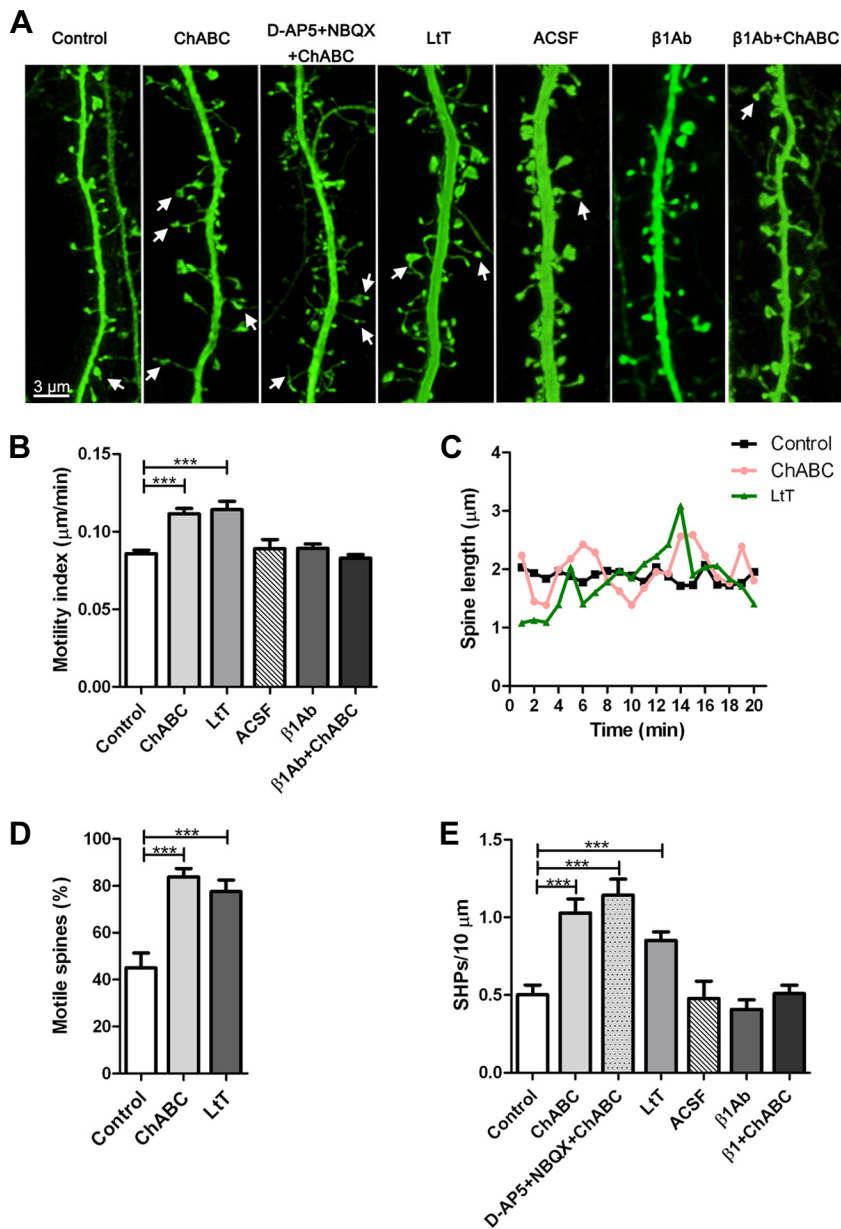 A
Control
ChABC
D-AP5+NBQX
+ChABC
LtT
ACSF
β1Ab
β1Ab+ChABC
3 μm
B
Motility index (μm/min)
0.15
0.10
0.05
0.00
***
***
Control
ChABC
LtT
ACSF
β1Ab
β1Ab+ChABC
C
Spine length (μm)
4
3
2
1
0
0 2 4 6 8 10 12 14 16 18 20
Time (min)
Control
ChABC
LtT
D
Motile spines (%)
100
80
60
40
20
0
***
***
Control
ChABC
LtT
E
SHPs/10 μm
1.5
1.0
0.5
0.0
***
***
***
Control
ChABC
D-AP5+NBQX+ChABC
LtT
ACSF
β1Ab
β1+ChABC